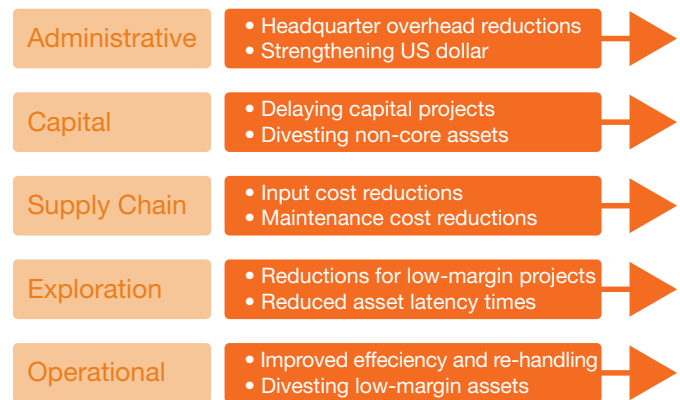 Administrative
• Headquarter overhead reductions
• Strengthening US dollar
Capital
• Delaying capital projects
• Divesting non-core assets
Supply Chain
• Input cost reductions
• Maintenance cost reductions
Exploration
• Reductions for low-margin projects
• Reduced asset latency times
Operational
• Improved effeciency and re-handling
• Divesting low-margin assets